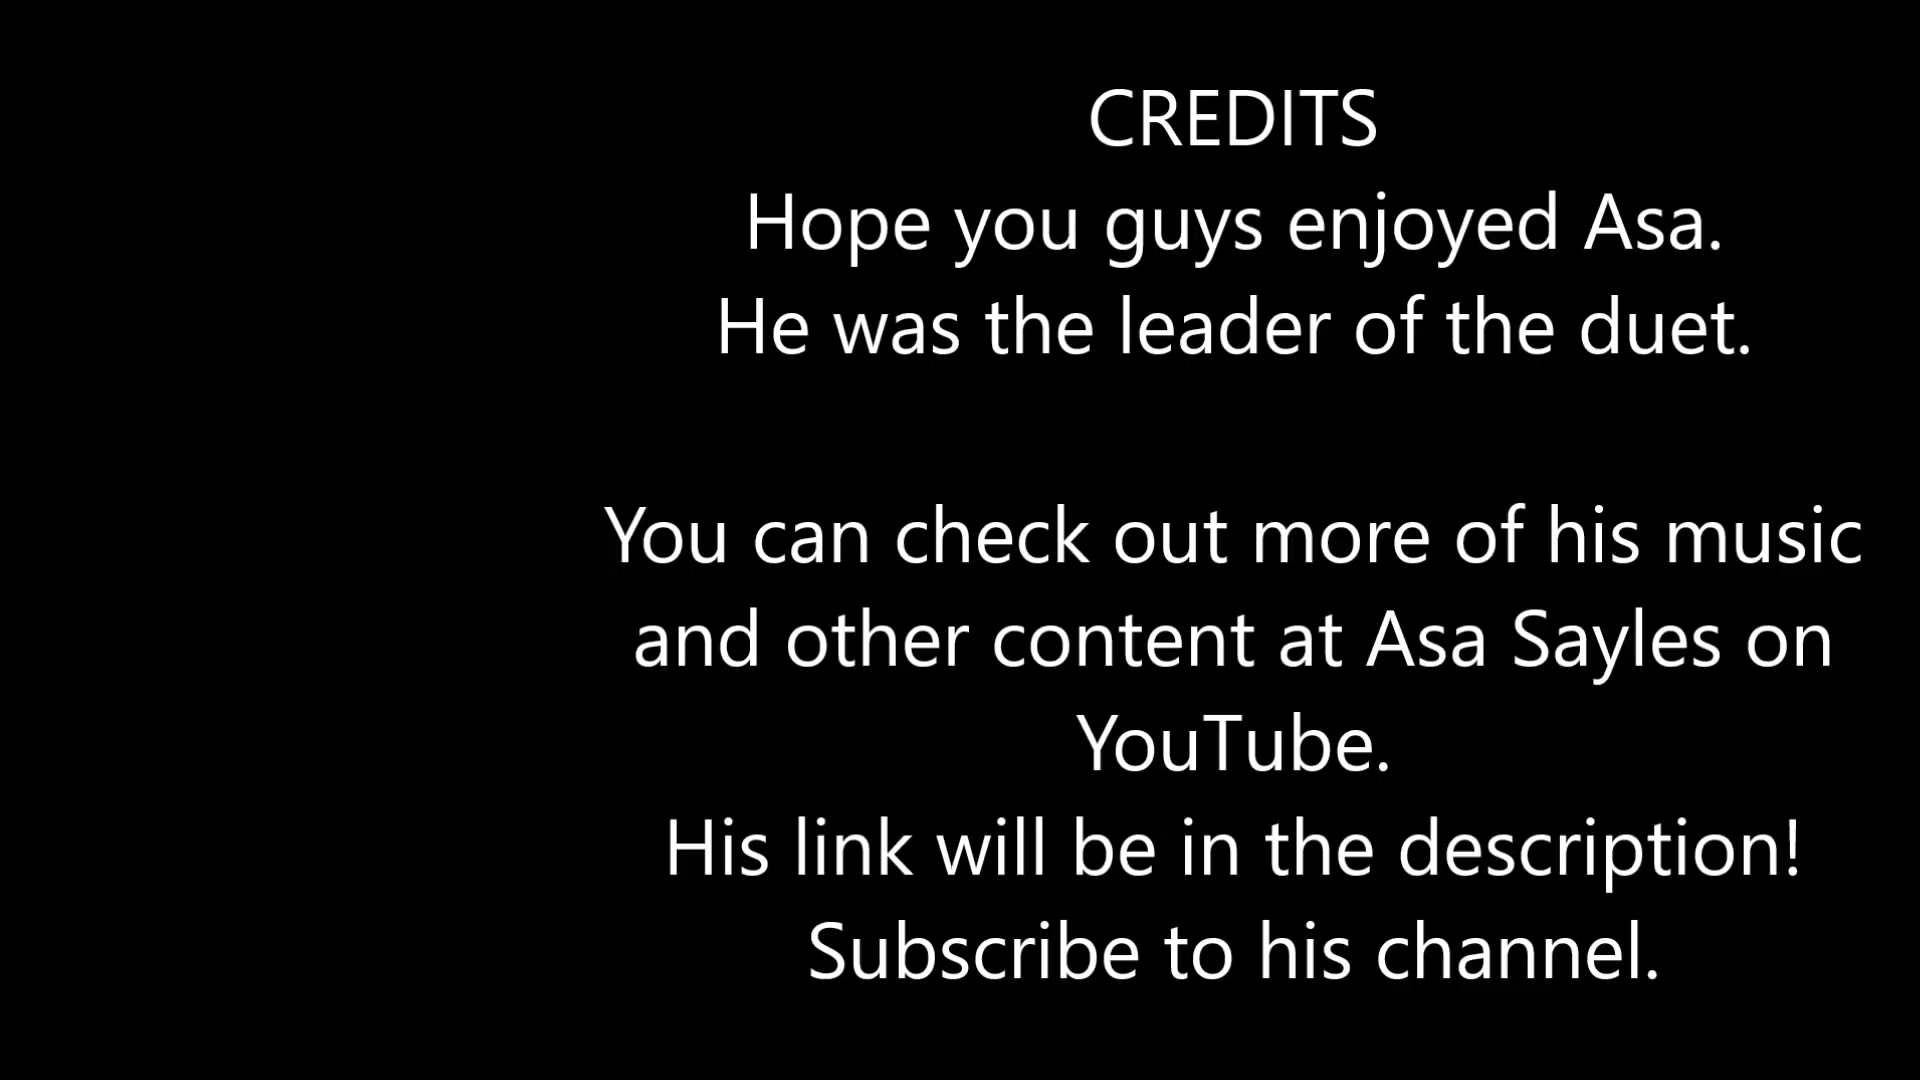 CREDITS
Hope you guys enjoyed Asa.
He was the leader of the duet.
You can check out more of his music
and other content at Asa Sayles on
YouTube.
His link will be in the description!
Subscribe to his channel.